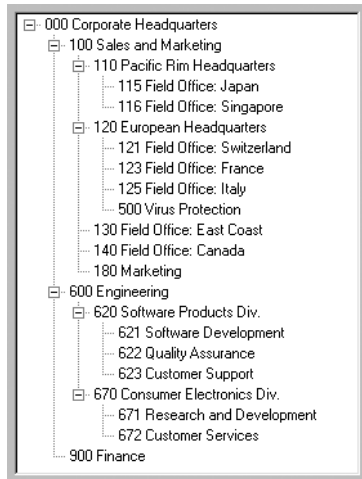 000 Corporate Headquarters
100 Sales and Marketing
110 Pacific Rim Headquarters
115 Field Office: Japan
116 Field Office: Singapore
120 European Headquarters
121 Field Office: Switzerland
123 Field Office: France
125 Field Office: Italy
500 Virus Protection
130 Field Office: East Coast
140 Field Office: Canada
180 Marketing
600 Engineering
620 Software Products Div.
621 Software Development
622 Quality Assurance
623 Customer Support
670 Consumer Electronics Div.
671 Research and Development
672 Customer Services
900 Finance